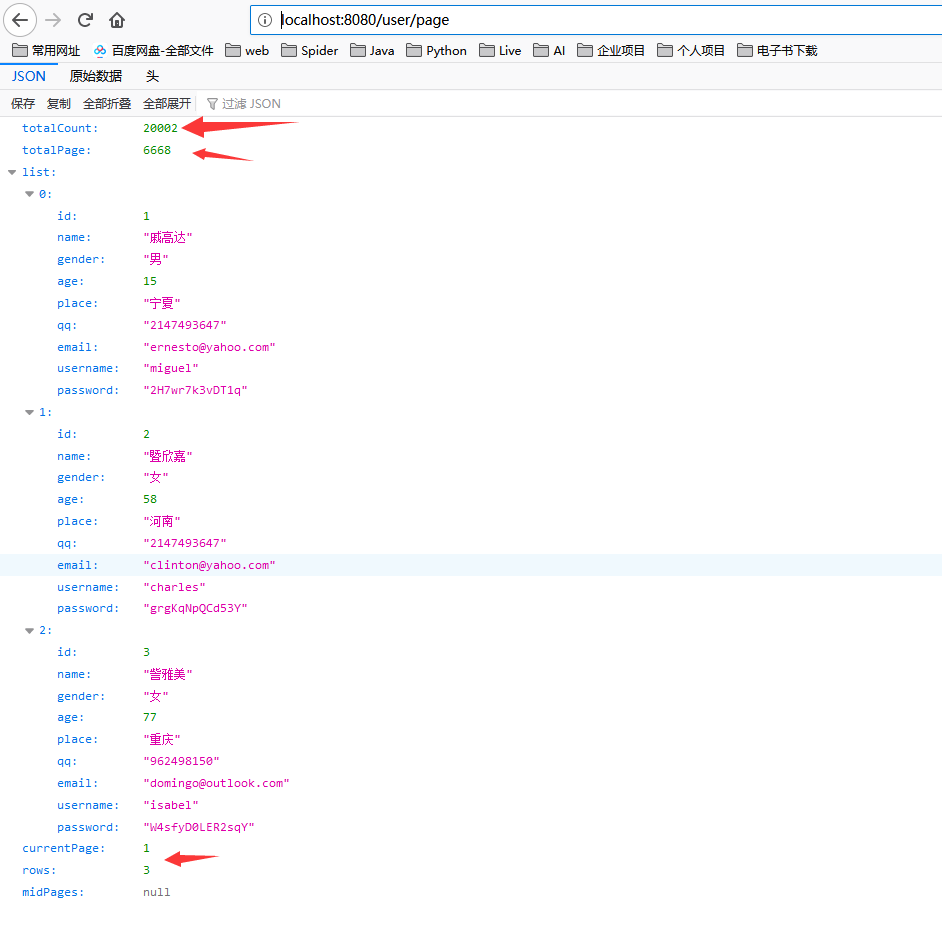 localhost:8080/user/page
常用网址 百度网盘-全部文件 web Spider Java Python Live AI 企业项目 个人项目 电子书下载
JSON 原始数据 头
保存 复制 全部折叠 全部展开 过滤 JSON
totalCount: 20002
totalPage: 6668
list:
0:
id: 1
name: "戚高达"
gender: "男"
age: 15
place: "宁夏"
qq: "2147493647"
email: "ernesto@yahoo.com"
username: "miguel"
password: "2H7wr7k3vDT1q"
1:
id: 2
name: "暨欣嘉"
gender: "女"
age: 58
place: "河南"
qq: "2147493647"
email: "clinton@yahoo.com"
username: "charles"
password: "grgKqNpQCd53Y"
2:
id: 3
name: "訾雅美"
gender: "女"
age: 77
place: "重庆"
qq: "962498150"
email: "domingo@outlook.com"
username: "isabel"
password: "W4sfyD0LER2sqY"
currentPage: 1
rows: 3
midPages: null